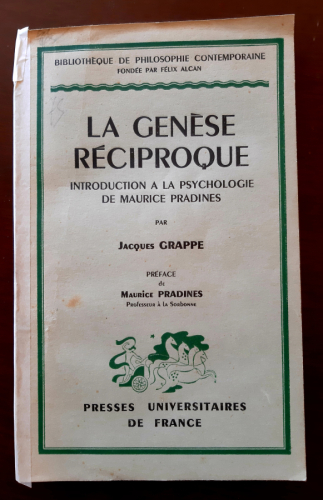 BIBLIOTHÈQUE DE PHILOSOPHIE CONTEMPORAINE
FONDÉE PAR FÉLIX ALCAN
LA GENÈSE
RÉCIPROQUE
INTRODUCTION A LA PSYCHOLOGIE
DE MAURICE PRADINES
PAR
JACQUES GRAPPE
PRÉFACE
de
MAURICE PRADINES
PROFESSEUR À LA SORBONNE
PRESSES UNIVERSITAIRES
DE FRANCE